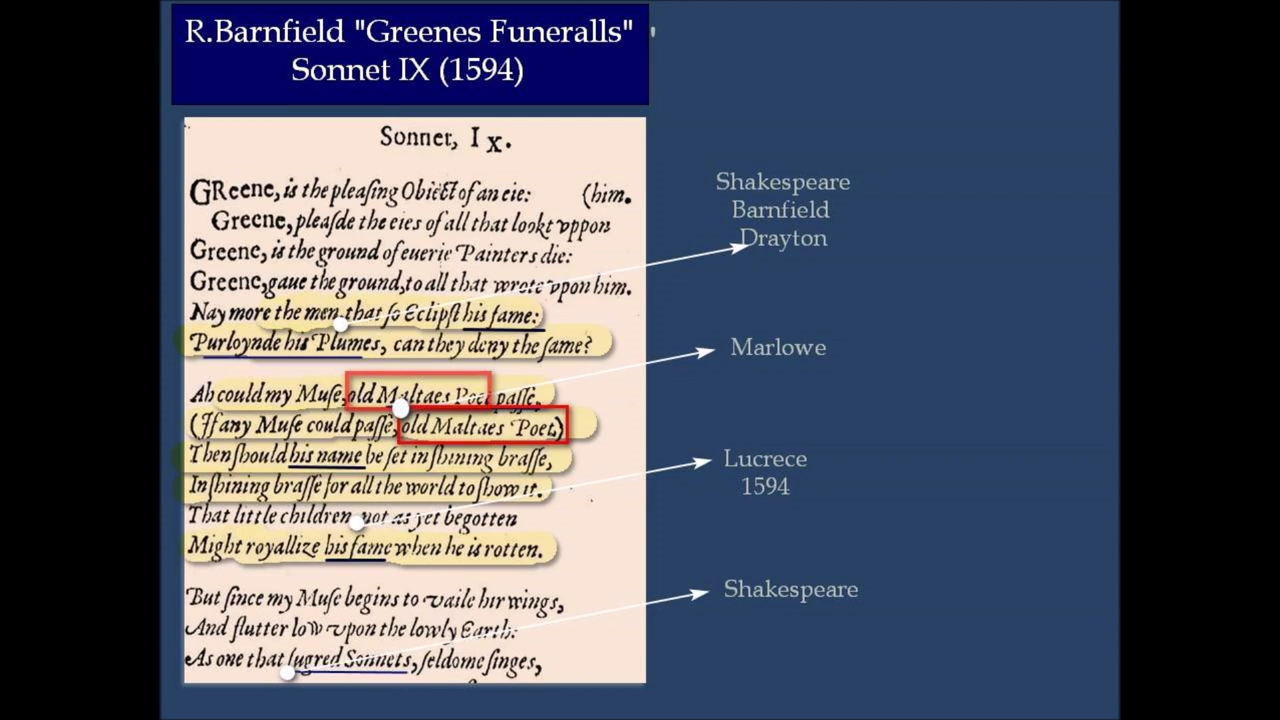 R.Barnfield "Greenes Funeralls" '
Sonnet IX (1594)
Sonnet, I x.
GReene, is the pleaſing Obiect of an eie: (him.
Greene, pleaſde the eies of all that lookt vppon
Greene, is the ground of euerie Painters die:
Greene,gaue the ground,to all that wrote vpon him.
Nay more the men that ſo Eclipſt his fame:
Purloynde his Plumes, can they deny the ſame?
Ah could my Muſe, old Maltaes Poet paſſe,
(If any Muſe could paſſe, old Maltaes Poet)
Then ſhould his name be ſet in ſhining braſſe,
In ſhining braſſe for all the world to ſhow it.
That little children not as yet begotten
Might royallize his fame when he is rotten.
But ſince my Muſe begins to vaile hir wings,
And flutter low vpon the lowly Earth:
As one that ſugred Sonnets, ſeldome ſinges,
Shakespeare
Barnfield
Drayton
Marlowe
Lucrece
1594
Shakespeare